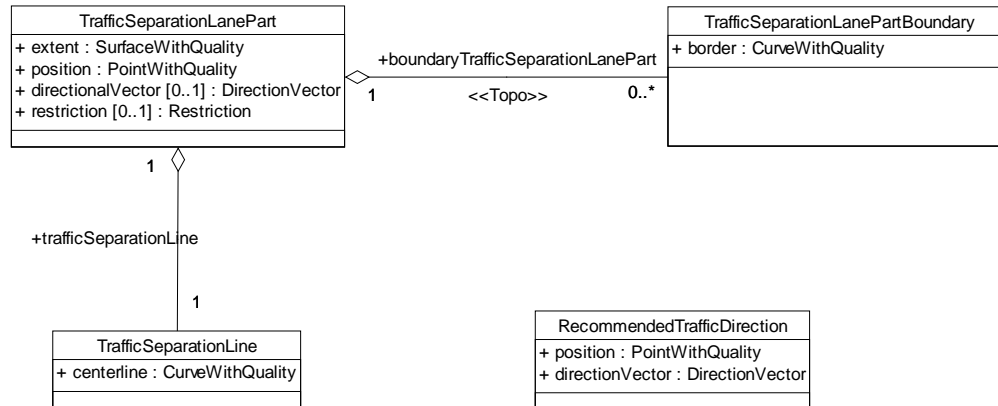 TrafficSeparationLanePart
+ extent : SurfaceWithQuality
+ position : PointWithQuality
+ directionalVector [0..1] : DirectionVector
+ restriction [0..1] : Restriction
+boundaryTrafficSeparationLanePart
1
<<Topo>>
0..*
TrafficSeparationLanePartBoundary
+ border : CurveWithQuality
1
+trafficSeparationLine
1
TrafficSeparationLine
+ centerline : CurveWithQuality
RecommendedTrafficDirection
+ position : PointWithQuality
+ directionVector : DirectionVector